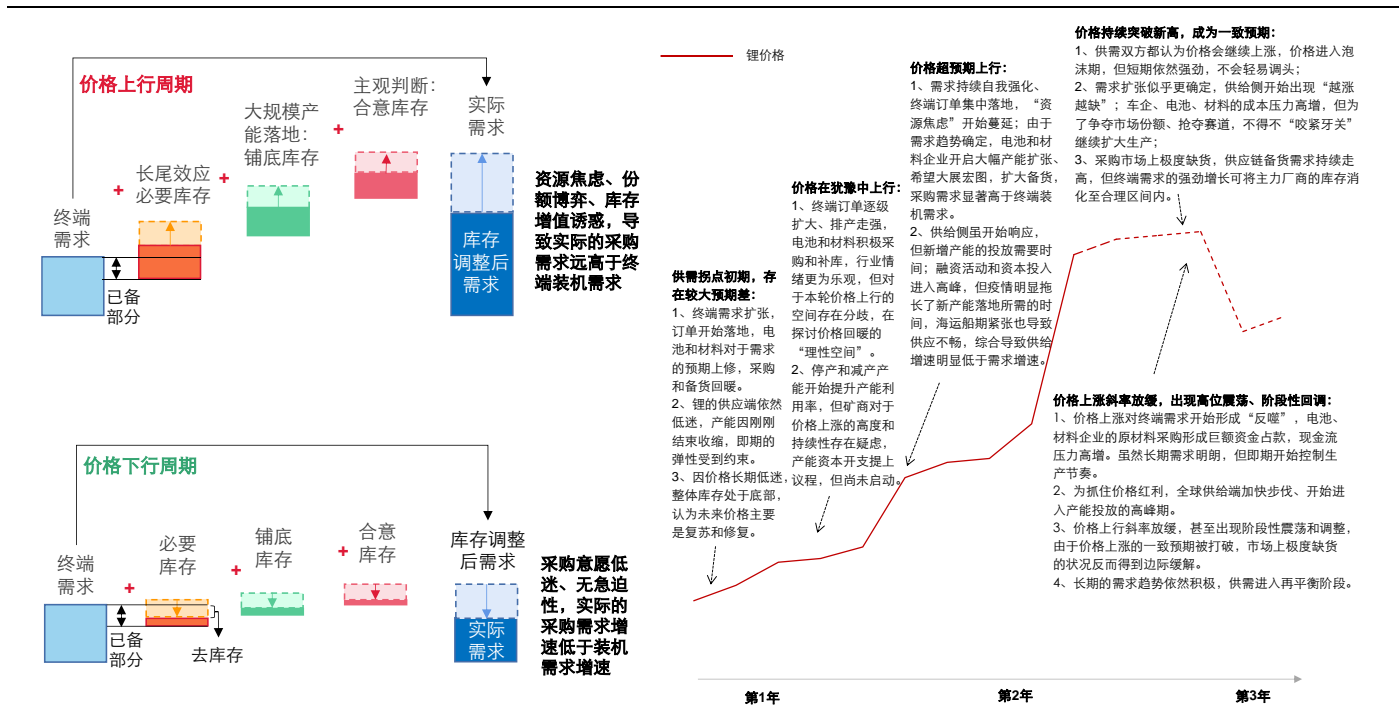 价格上行周期
终端
需求
+
长尾效应
必要库存
+
大规模产
能落地：
铺底库存
+
主观判断：
合意库存
实际
需求
库存
调整后
需求
已备
部分
资源焦虑、份
额博弈、库存
增值诱惑，导
致实际的采购
需求远高于终
端装机需求
价格下行周期
终端
需求
+
必要
库存
+
铺底
库存
+
合意
库存
库存调整
后需求
实际
需求
已备
部分
去库存
采购意愿低
迷、无急迫
性，实际的
采购需求增
速低于装机
需求增速
锂价格
供需拐点初期，存
在较大预期差：
1、终端需求扩张，
订单开始落地，电
池和材料对于需求
的预期上修，采购
和备货回暖。
2、锂的供应端依然
低迷，产能因刚刚
结束收缩，即期的
弹性受到约束。
3、因价格长期低迷，
整体库存处于底部，
认为未来价格主要
是复苏和修复。
价格在犹豫中上行：
1、终端订单逐级
扩大、排产走强，
电池和材料积极采
购和补库，行业情
绪更为乐观，但对
于本轮价格上行的
空间存在分歧，在
探讨价格回暖的
“理性空间”。
2、停产和减产产
能开始提升产能利
用率，但矿商对于
价格上涨的高度和
持续性存在疑虑，
产能资本开支提上
议程，但尚未启动。
价格超预期上行：
1、需求持续自我强化、
终端订单集中落地，“资
源焦虑”开始蔓延；由于
需求趋势确定，电池和材
料企业开启大幅产能扩张、
希望大展宏图，扩大备货，
采购需求显著高于终端装
机需求。
2、供给侧虽开始响应，
但新增产能的投放需要时
间；融资活动和资本投入
进入高峰，但疫情明显拖
长了新产能落地所需的时
间，海运船期紧张也导致
供应不畅，综合导致供给
增速明显低于需求增速。
价格持续突破新高，成为一致预期：
1、供需双方都认为价格会继续上涨，价格进入泡
沫期，但短期依然强劲，不会轻易调头；
2、需求扩张似乎更确定，供给侧开始出现“越涨
越缺”；车企、电池、材料的成本压力高增，但为
了争夺市场份额、抢夺赛道，不得不“咬紧牙关”
继续扩大生产；
3、采购市场上极度缺货，供应链备货需求持续走
高，但终端需求的强劲增长可将主力厂商的库存消
化至合理区间内。
价格上涨斜率放缓，出现高位震荡、阶段性回调：
1、价格上涨对终端需求开始形成“反噬”，电池、
材料企业的原材料采购形成巨额资金占款，现金流
压力高增。虽然长期需求明朗，但即期开始控制生
产节奏。
2、为抓住价格红利，全球供给端加快步伐、开始进
入产能投放的高峰期。
3、价格上行斜率放缓，甚至出现阶段性震荡和调整，
由于价格上涨的一致预期被打破，市场上极度缺货
的状况反而得到边际缓解。
4、长期的需求趋势依然积极，供需进入再平衡阶段。
第1年
第2年
第3年